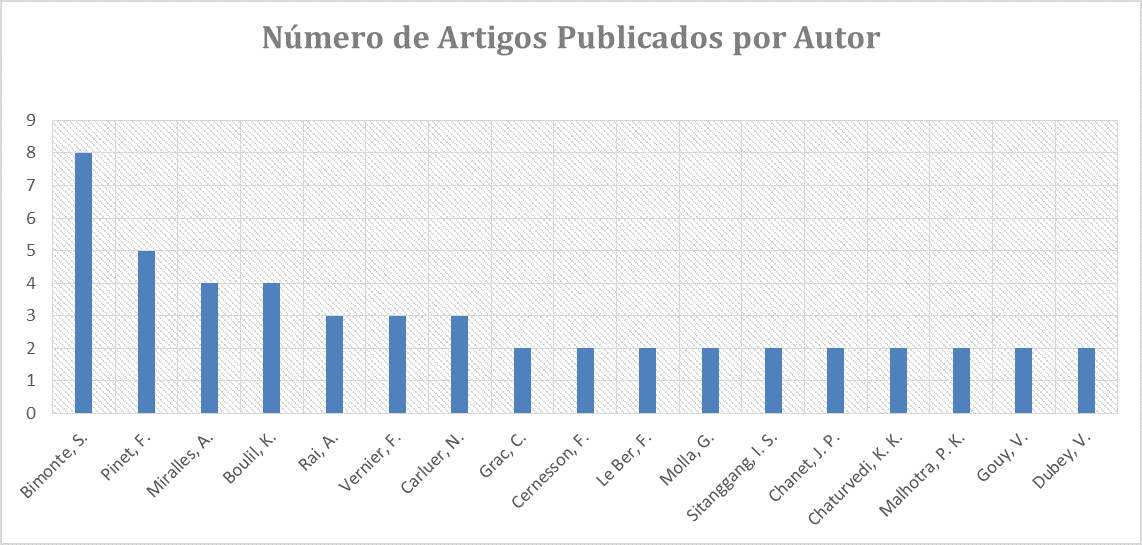 Número de Artigos Publicados por Autor
9
8
7
6
5
4
3
2
1
0
Bimonte, S.
Pinet, F.
Miralles, A.
Boulil, K.
Rai, A.
Vernier, F.
Carluer, N.
Grac, C.
Cernesson, F.
Le Ber, F.
Molla, G.
Sitanggang, I. S.
Chanet, J. P.
Chaturvedi, K. K.
Malhotra, P. K.
Gouy, V.
Dubey, V.